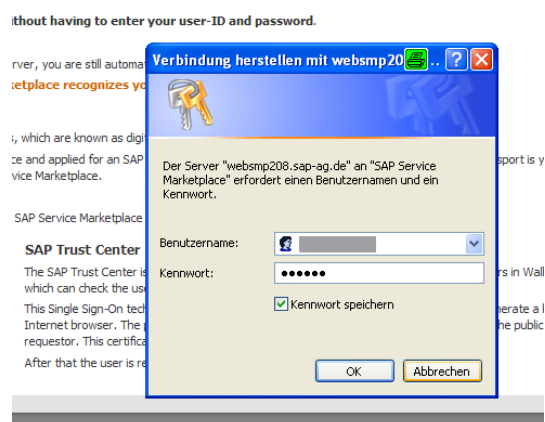 ithout having to enter your user-ID and password.
rver, you are still automa
ketplace recognizes yo
s, which are known as digi
ce and applied for an SAP
sport is y
vice Marketplace.
SAP Service Marketplace
SAP Trust Center
The SAP Trust Center is
rs in Wall
which can check the use
This Single Sign-On tech
nerate a
Internet browser. The p
he public
requestor. This certifica
After that the user is re
Verbindung herstellen mit websmp20 ..
Der Server "websmp208.sap-ag.de" an "SAP Service
Marketplace" erfordert einen Benutzernamen und ein
Kennwort.
Benutzername:
Kennwort: ●●●●●●
Kennwort speichern
OK Abbrechen